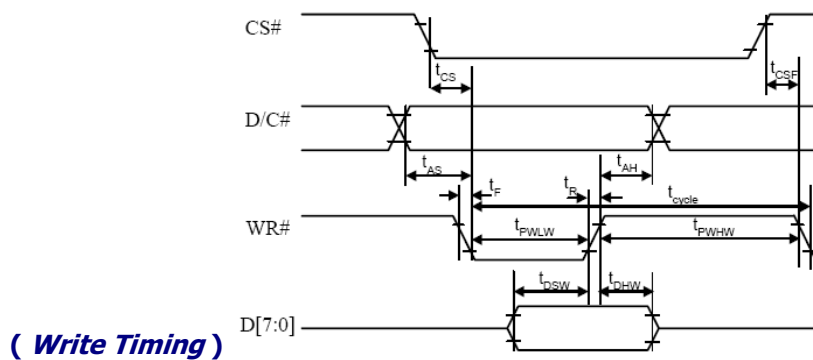 CS#
tCS
tCSF
D/C#
tAS
tAH
tF
tR
tcycle
WR#
tPWLW
tPWHW
tDSW
tDHW
D[7:0]
( Write Timing )